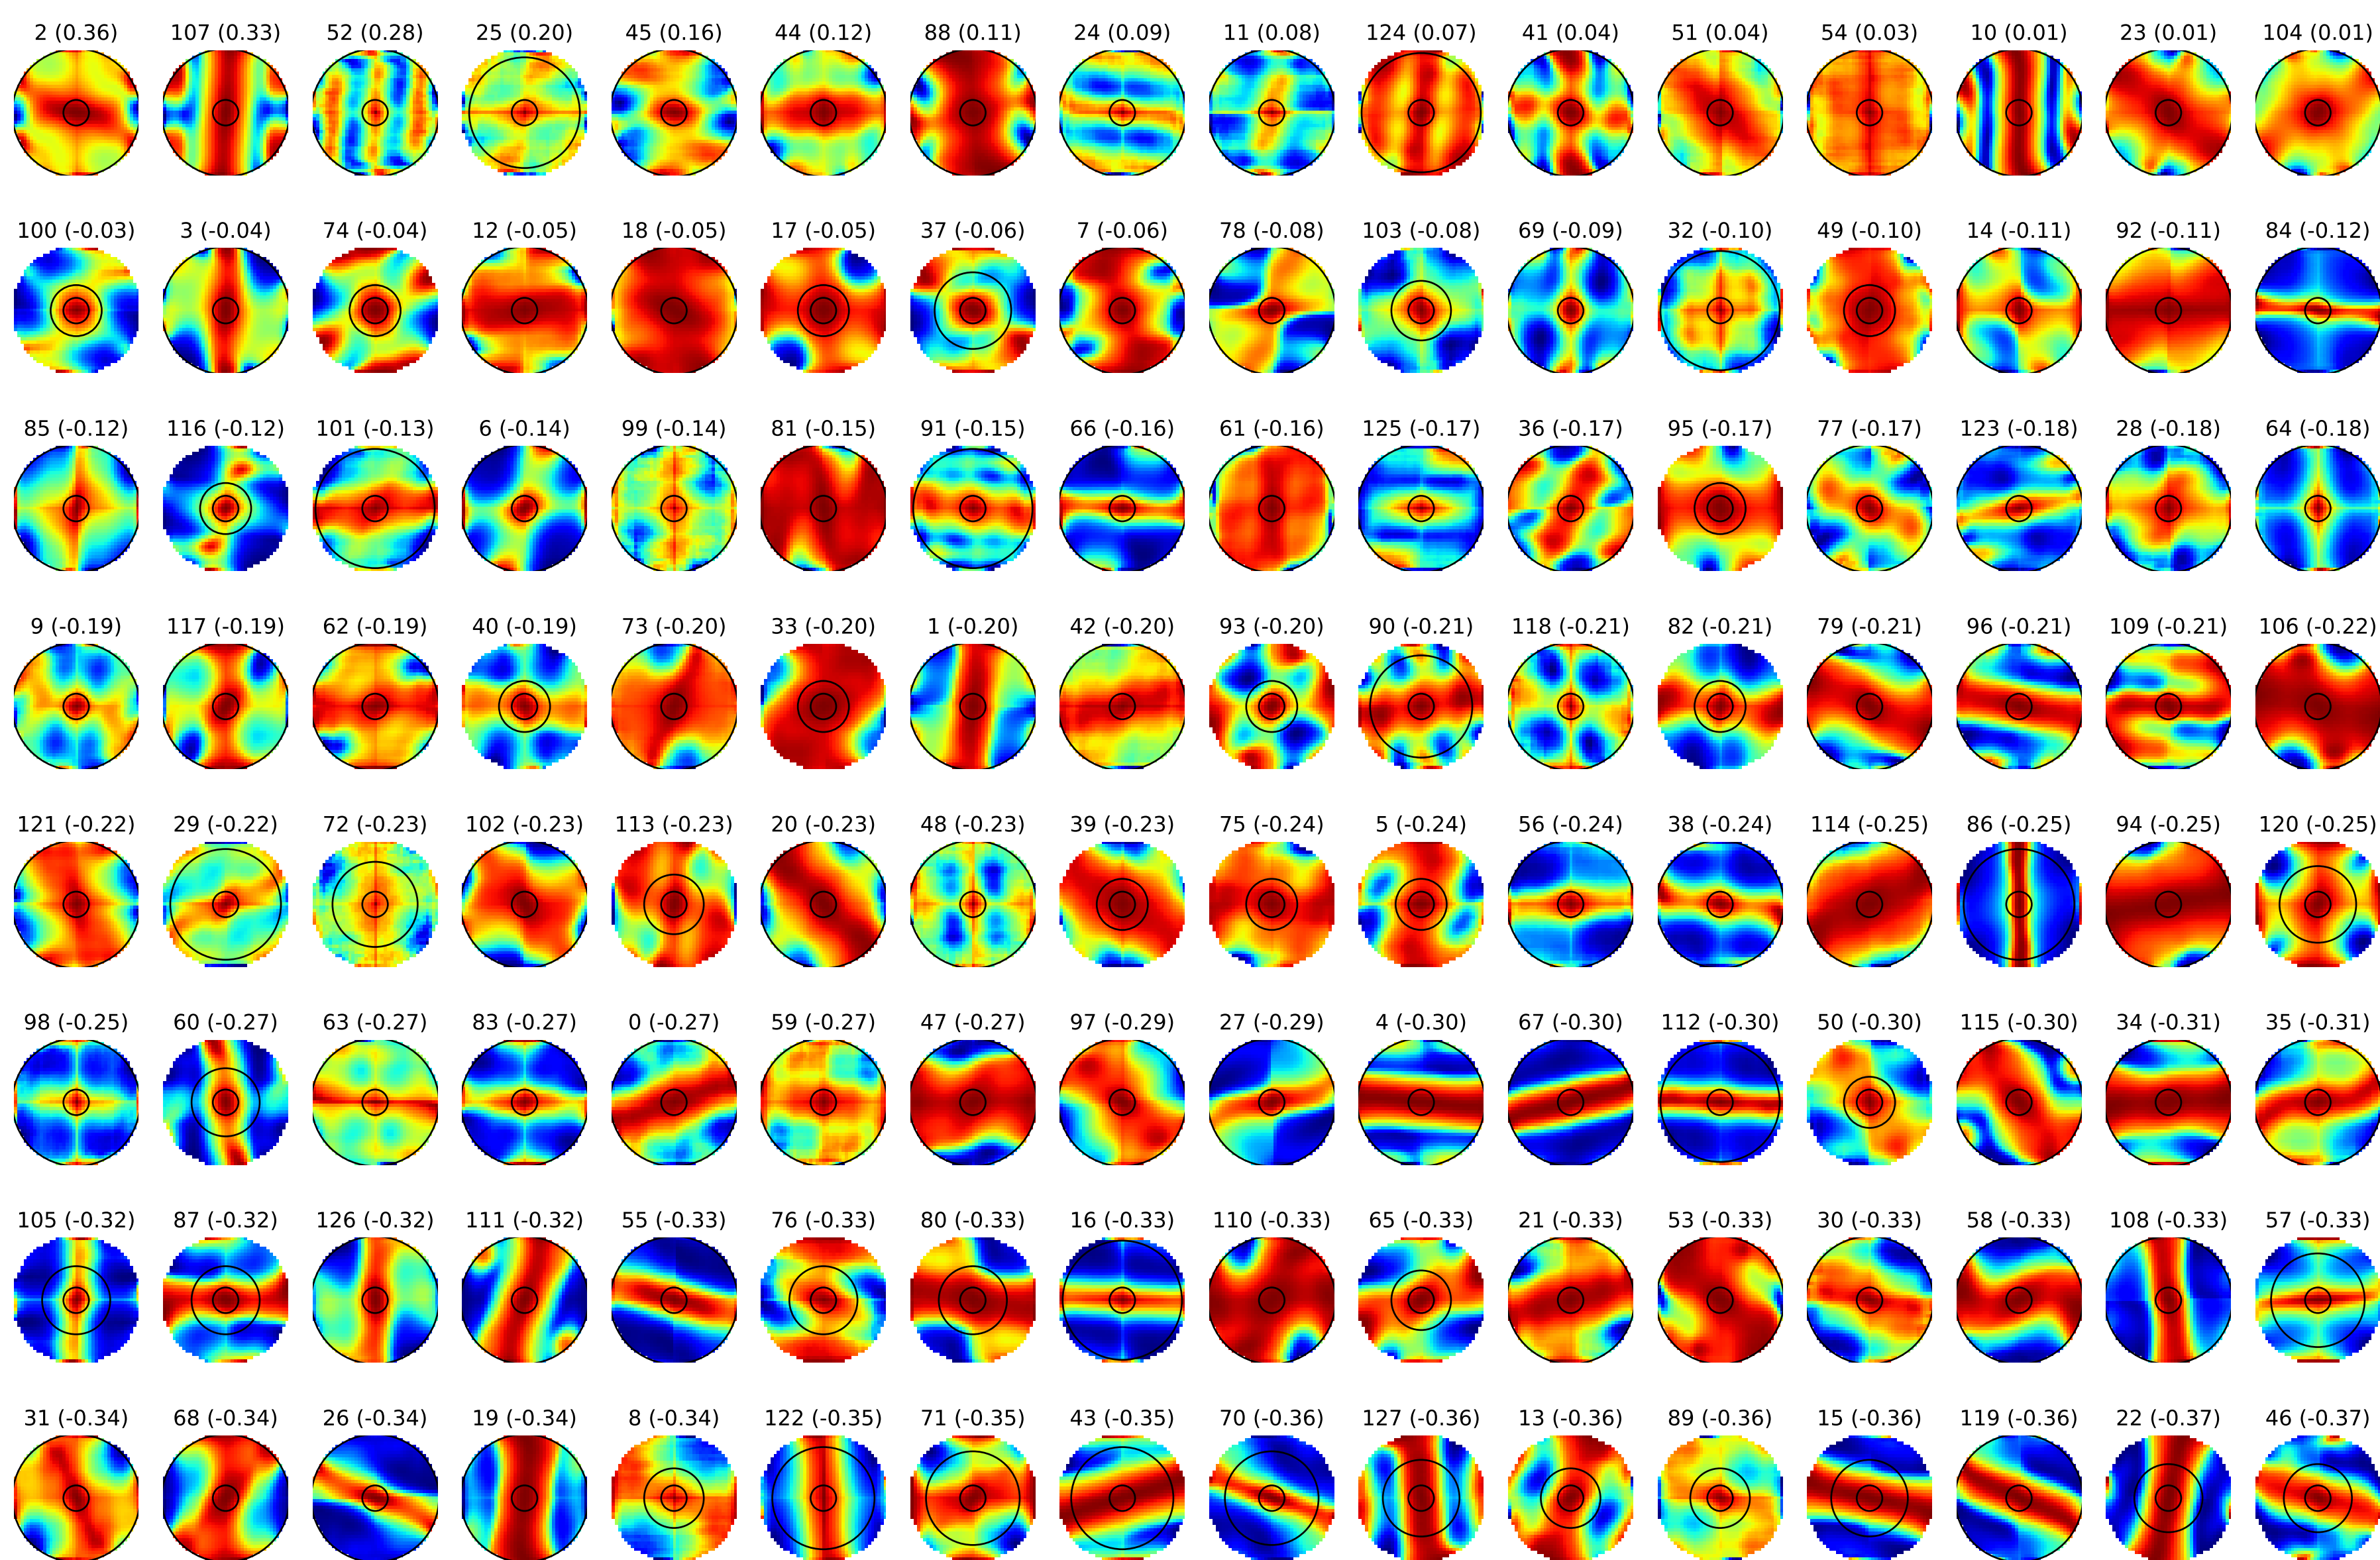 2 (0.36) 107 (0.33) 52 (0.28) 25 (0.20) 45 (0.16) 44 (0.12) 88 (0.11) 24 (0.09) 11 (0.08) 124 (0.07) 41 (0.04) 51 (0.04) 54 (0.03) 10 (0.01) 23 (0.01) 104 (0.01)
100 (-0.03) 3 (-0.04) 74 (-0.04) 12 (-0.05) 18 (-0.05) 17 (-0.05) 37 (-0.06) 7 (-0.06) 78 (-0.08) 103 (-0.08) 69 (-0.09) 32 (-0.10) 49 (-0.10) 14 (-0.11) 92 (-0.11) 84 (-0.12)
85 (-0.12) 116 (-0.12) 101 (-0.13) 6 (-0.14) 99 (-0.14) 81 (-0.15) 91 (-0.15) 66 (-0.16) 61 (-0.16) 125 (-0.17) 36 (-0.17) 95 (-0.17) 77 (-0.17) 123 (-0.18) 28 (-0.18) 64 (-0.18)
9 (-0.19) 117 (-0.19) 62 (-0.19) 40 (-0.19) 73 (-0.20) 33 (-0.20) 1 (-0.20) 42 (-0.20) 93 (-0.20) 90 (-0.21) 118 (-0.21) 82 (-0.21) 79 (-0.21) 96 (-0.21) 109 (-0.21) 106 (-0.22)
121 (-0.22) 29 (-0.22) 72 (-0.23) 102 (-0.23) 113 (-0.23) 20 (-0.23) 48 (-0.23) 39 (-0.23) 75 (-0.24) 5 (-0.24) 56 (-0.24) 38 (-0.24) 114 (-0.25) 86 (-0.25) 94 (-0.25) 120 (-0.25)
98 (-0.25) 60 (-0.27) 63 (-0.27) 83 (-0.27) 0 (-0.27) 59 (-0.27) 47 (-0.27) 97 (-0.29) 27 (-0.29) 4 (-0.30) 67 (-0.30) 112 (-0.30) 50 (-0.30) 115 (-0.30) 34 (-0.31) 35 (-0.31)
105 (-0.32) 87 (-0.32) 126 (-0.32) 111 (-0.32) 55 (-0.33) 76 (-0.33) 80 (-0.33) 16 (-0.33) 110 (-0.33) 65 (-0.33) 21 (-0.33) 53 (-0.33) 30 (-0.33) 58 (-0.33) 108 (-0.33) 57 (-0.33)
31 (-0.34) 68 (-0.34) 26 (-0.34) 19 (-0.34) 8 (-0.34) 122 (-0.35) 71 (-0.35) 43 (-0.35) 70 (-0.36) 127 (-0.36) 13 (-0.36) 89 (-0.36) 15 (-0.36) 119 (-0.36) 22 (-0.37) 46 (-0.37)